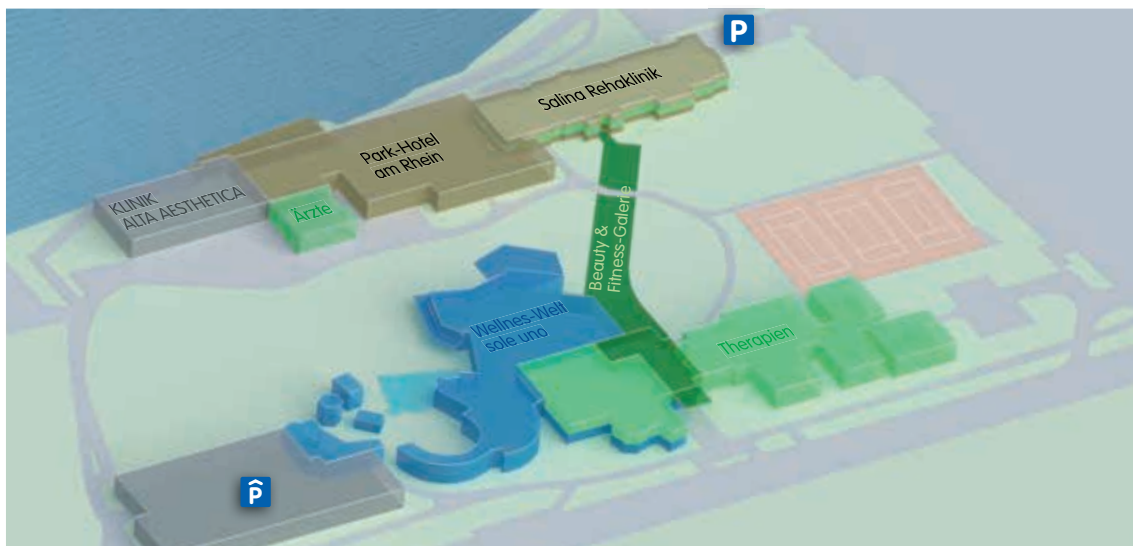 P
Salina Rehaklinik
Park-Hotel
am Rhein
KLINIK
ALTA AESTHETICA
Ärzte
Beauty &
Fitness-Galerie
Wellnes-Welt
sole uno
Therapien
P